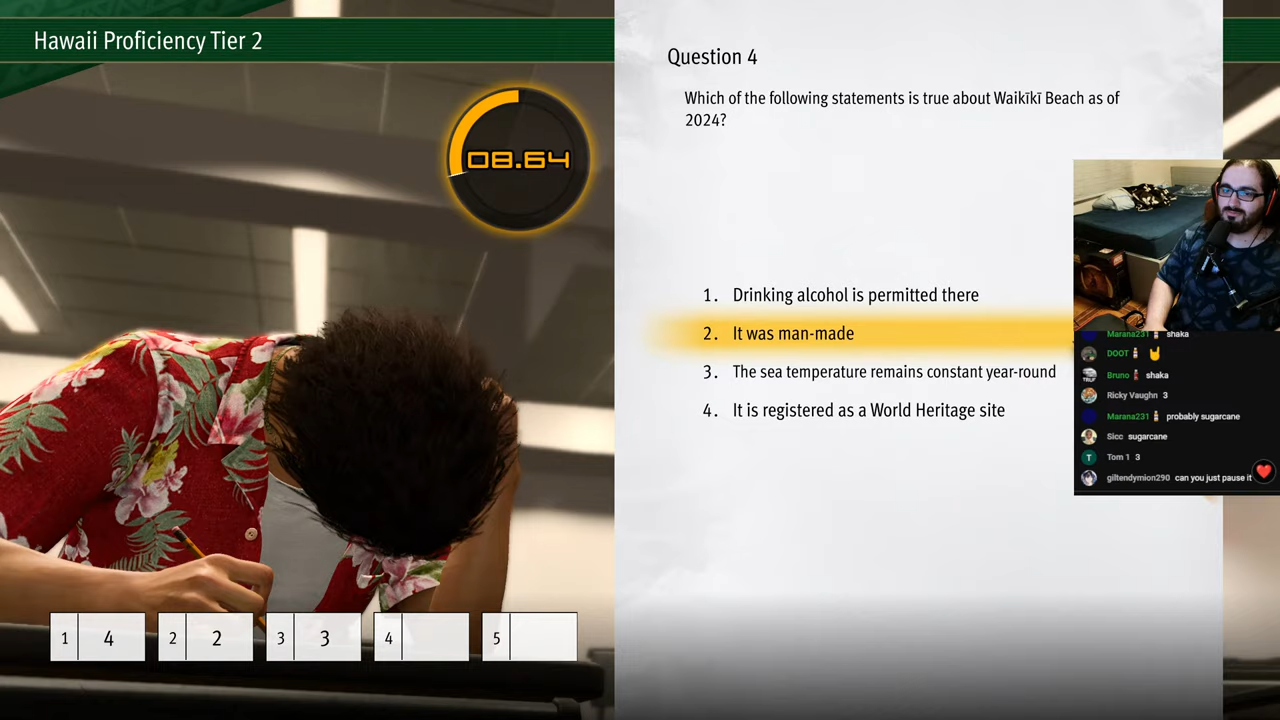 Hawaii Proficiency Tier 2
08.64
Question 4
Which of the following statements is true about Waikīkī Beach as of
2024?
1. Drinking alcohol is permitted there
2. It was man-made
3. The sea temperature remains constant year-round
4. It is registered as a World Heritage site
Marana231 shaka
DOOT
Bruno shaka
Ricky Vaughn 3
Marana231 probably sugarcane
Sicc sugarcane
T Tom 1 3
giltendymion290 can you just pause it
1 4 2 2 3 3 4 5